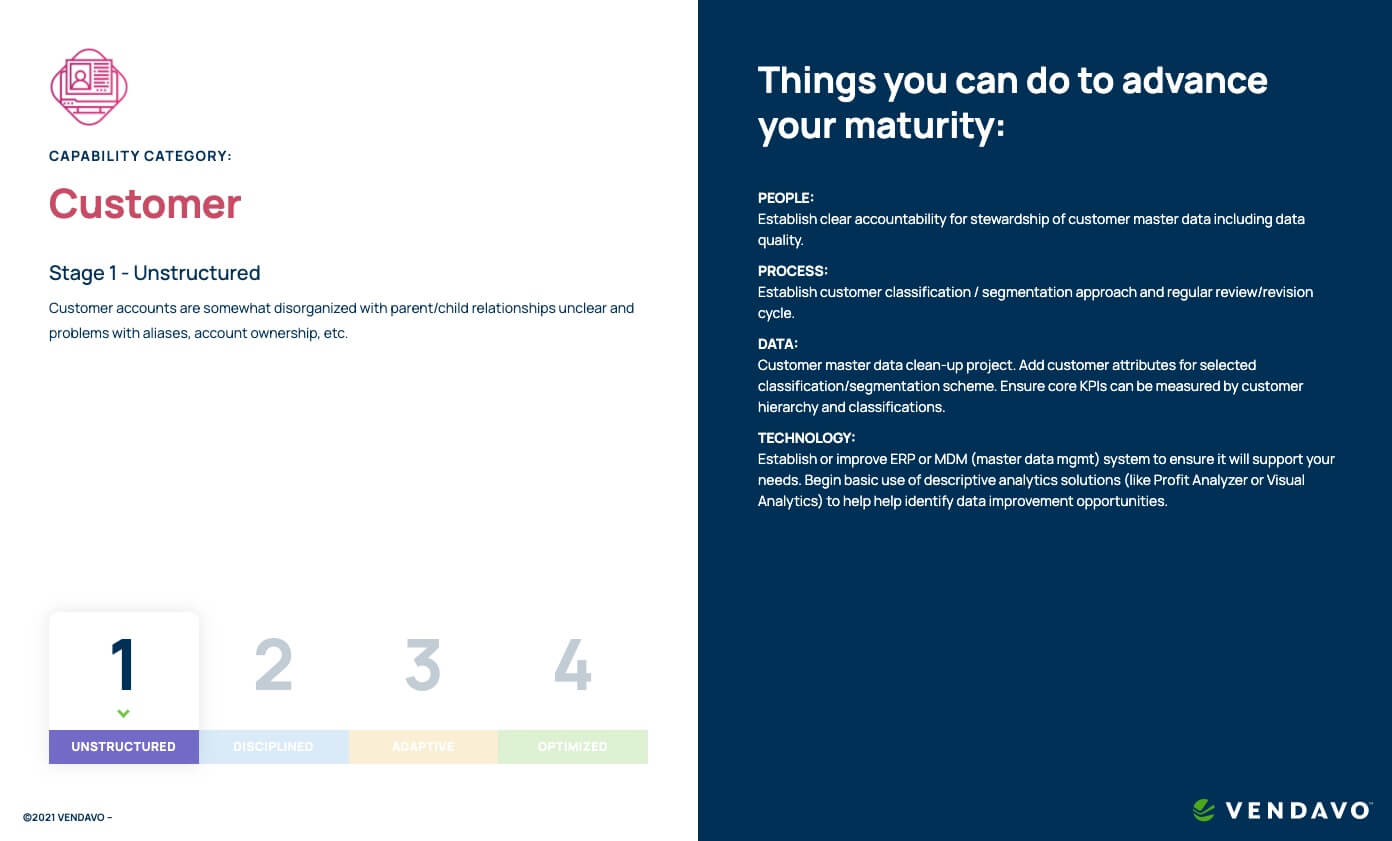 CAPABILITY CATEGORY:
Customer
Stage 1 - Unstructured
Customer accounts are somewhat disorganized with parent/child relationships unclear and
problems with aliases, account ownership, etc.
1
2
3
4
UNSTRUCTURED
DISCIPLINED
ADAPTIVE
OPTIMIZED
©2021 VENDAVO –
Things you can do to advance
your maturity:
PEOPLE:
Establish clear accountability for stewardship of customer master data including data
quality.
PROCESS:
Establish customer classification / segmentation approach and regular review/revision
cycle.
DATA:
Customer master data clean-up project. Add customer attributes for selected
classification/segmentation scheme. Ensure core KPIs can be measured by customer
hierarchy and classifications.
TECHNOLOGY:
Establish or improve ERP or MDM (master data mgmt) system to ensure it will support your
needs. Begin basic use of descriptive analytics solutions (like Profit Analyzer or Visual
Analytics) to help help identify data improvement opportunities.
VENDAVO™